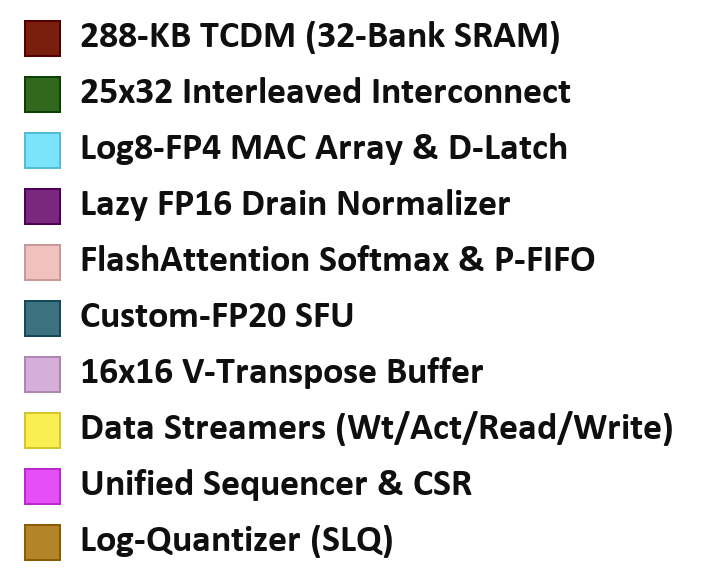 288-KB TCDM (32-Bank SRAM)
25x32 Interleaved Interconnect
Log8-FP4 MAC Array & D-Latch
Lazy FP16 Drain Normalizer
FlashAttention Softmax & P-FIFO
Custom-FP20 SFU
16x16 V-Transpose Buffer
Data Streamers (Wt/Act/Read/Write)
Unified Sequencer & CSR
Log-Quantizer (SLQ)